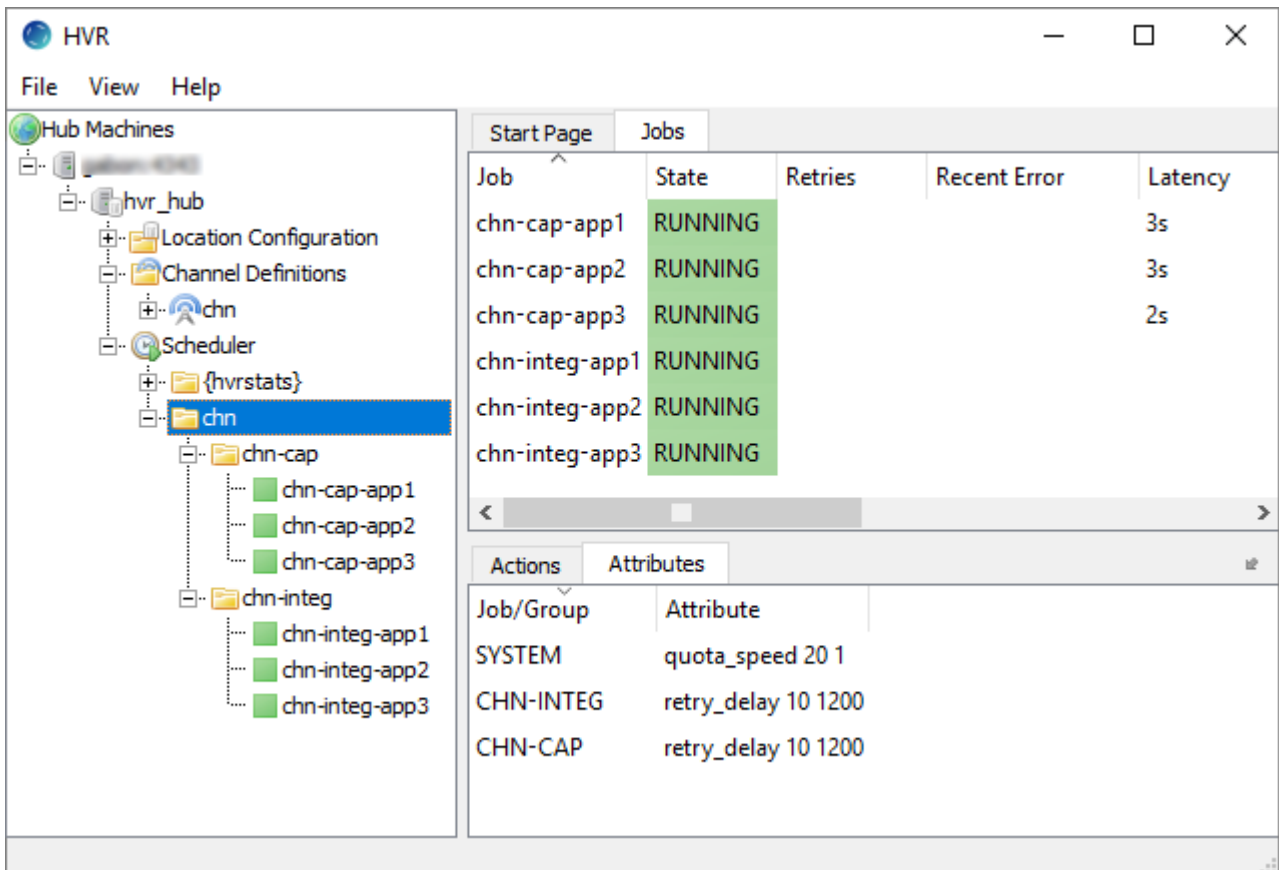 HVR
File View Help
Hub Machines
hvr_hub
Location Configuration
Channel Definitions
chn
Scheduler
{hvrstats}
chn
chn-cap
chn-cap-app1
chn-cap-app2
chn-cap-app3
chn-integ
chn-integ-app1
chn-integ-app2
chn-integ-app3
Start Page Jobs
Job State Retries Recent Error Latency
chn-cap-app1 RUNNING 3s
chn-cap-app2 RUNNING 3s
chn-cap-app3 RUNNING 2s
chn-integ-app1 RUNNING
chn-integ-app2 RUNNING
chn-integ-app3 RUNNING
Actions Attributes
Job/Group Attribute
SYSTEM quota_speed 20 1
CHN-INTEG retry_delay 10 1200
CHN-CAP retry_delay 10 1200